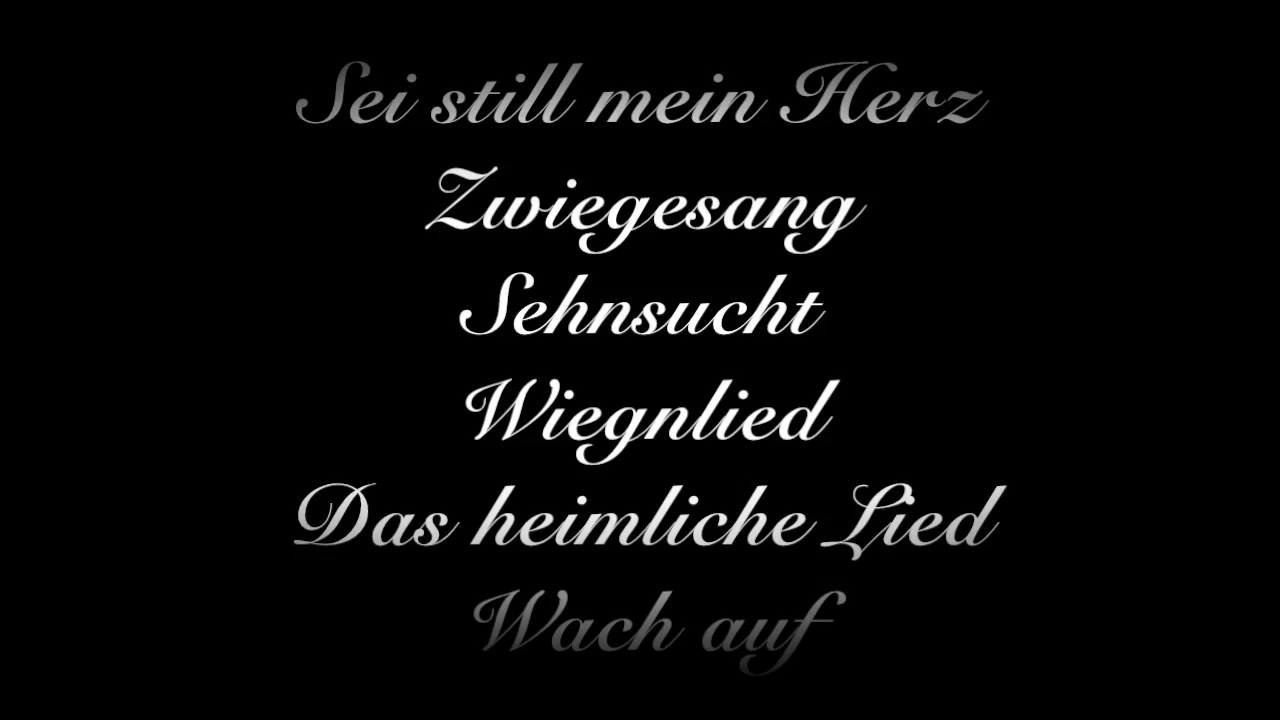 Sei still mein Herz
Zwiegesang
Sehnsucht
Wiegnlied
Das heimliche Lied
Wach auf